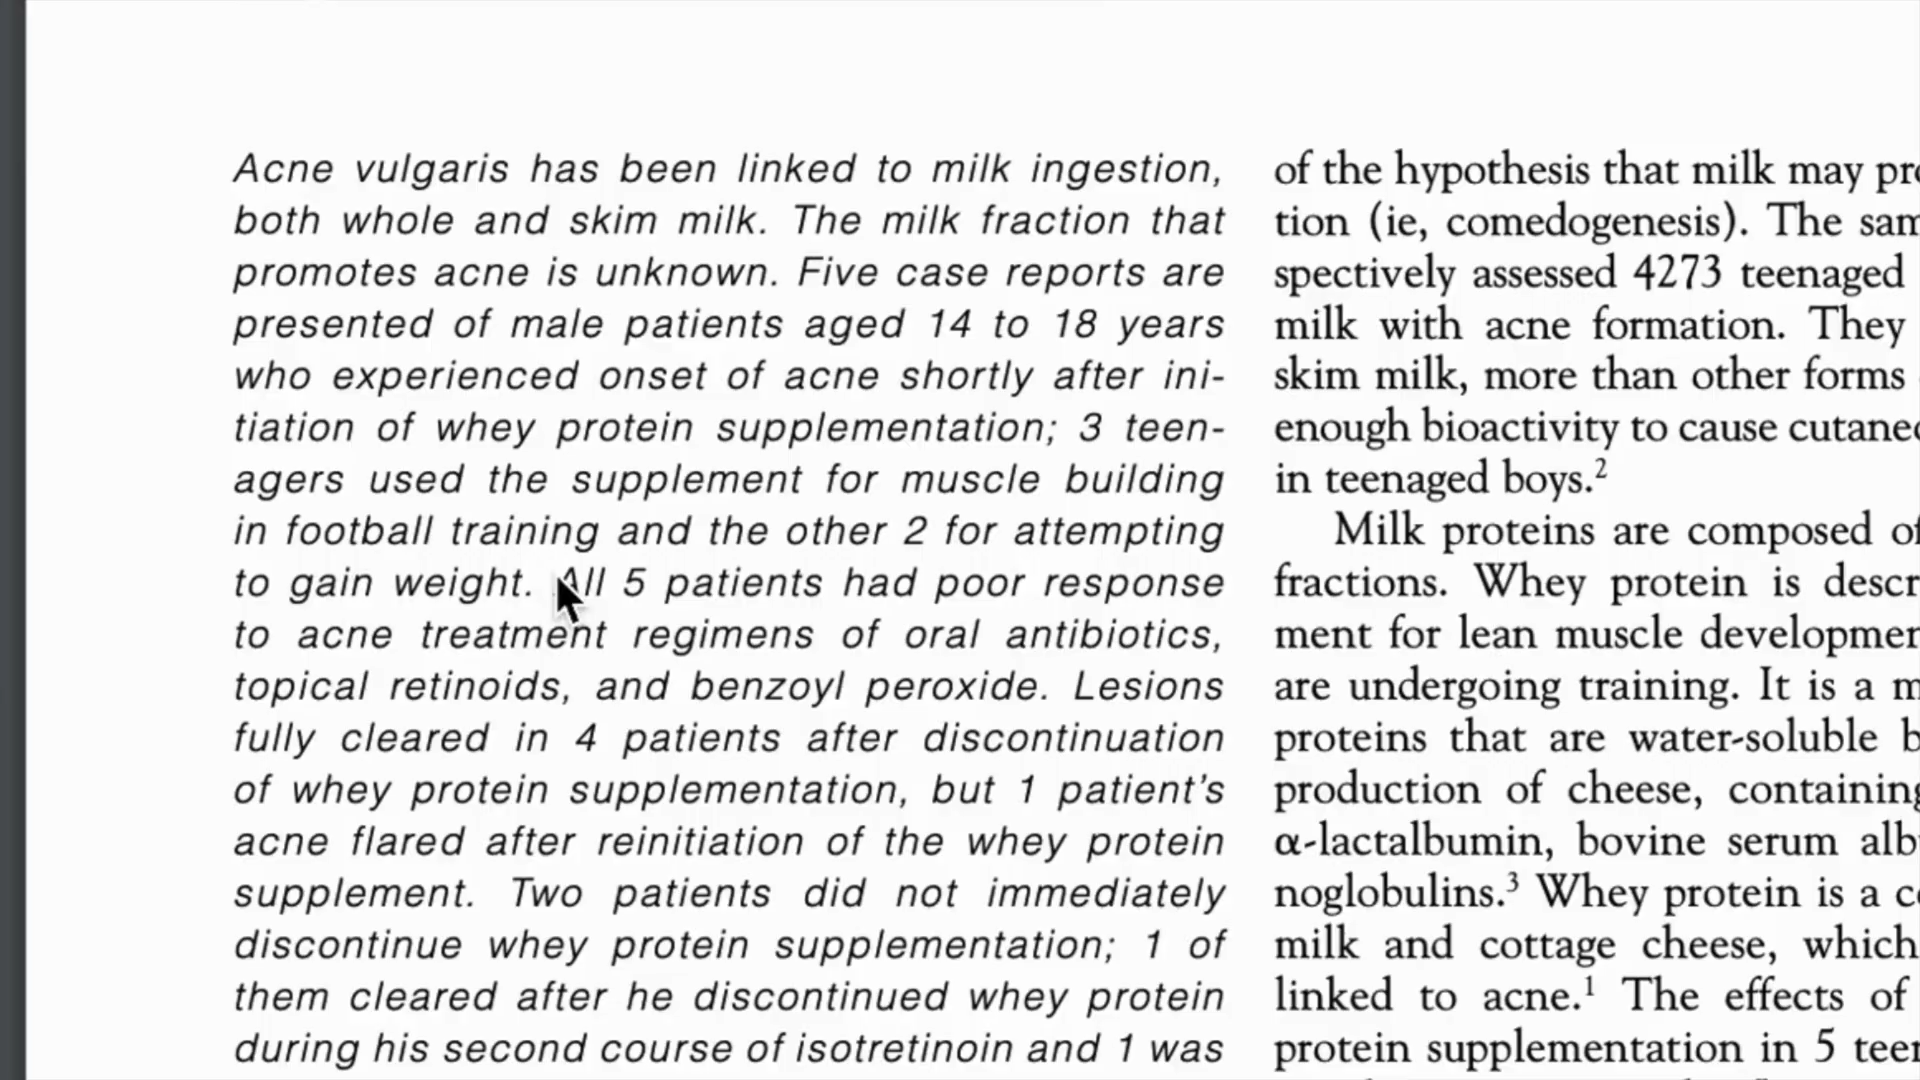 Acne vulgaris has been linked to milk ingestion,
both whole and skim milk. The milk fraction that
promotes acne is unknown. Five case reports are
presented of male patients aged 14 to 18 years
who experienced onset of acne shortly after ini-
tiation of whey protein supplementation; 3 teen-
agers used the supplement for muscle building
in football training and the other 2 for attempting
to gain weight. All 5 patients had poor response
to acne treatment regimens of oral antibiotics,
topical retinoids, and benzoyl peroxide. Lesions
fully cleared in 4 patients after discontinuation
of whey protein supplementation, but 1 patient's
acne flared after reinitiation of the whey protein
supplement. Two patients did not immediately
discontinue whey protein supplementation; 1 of
them cleared after he discontinued whey protein
during his second course of isotretinoin and 1 was
of the hypothesis that milk may pro
tion (ie, comedogenesis). The sam
spectively assessed 4273 teenaged
milk with acne formation. They
skim milk, more than other forms
enough bioactivity to cause cutaneo
in teenaged boys.²
Milk proteins are composed of
fractions. Whey protein is descr
ment for lean muscle developmen
are undergoing training. It is a m
proteins that are water-soluble b
production of cheese, containing
α-lactalbumin, bovine serum alb
noglobulins.³ Whey protein is a co
milk and cottage cheese, which
linked to acne.¹ The effects of
protein supplementation in 5 teen